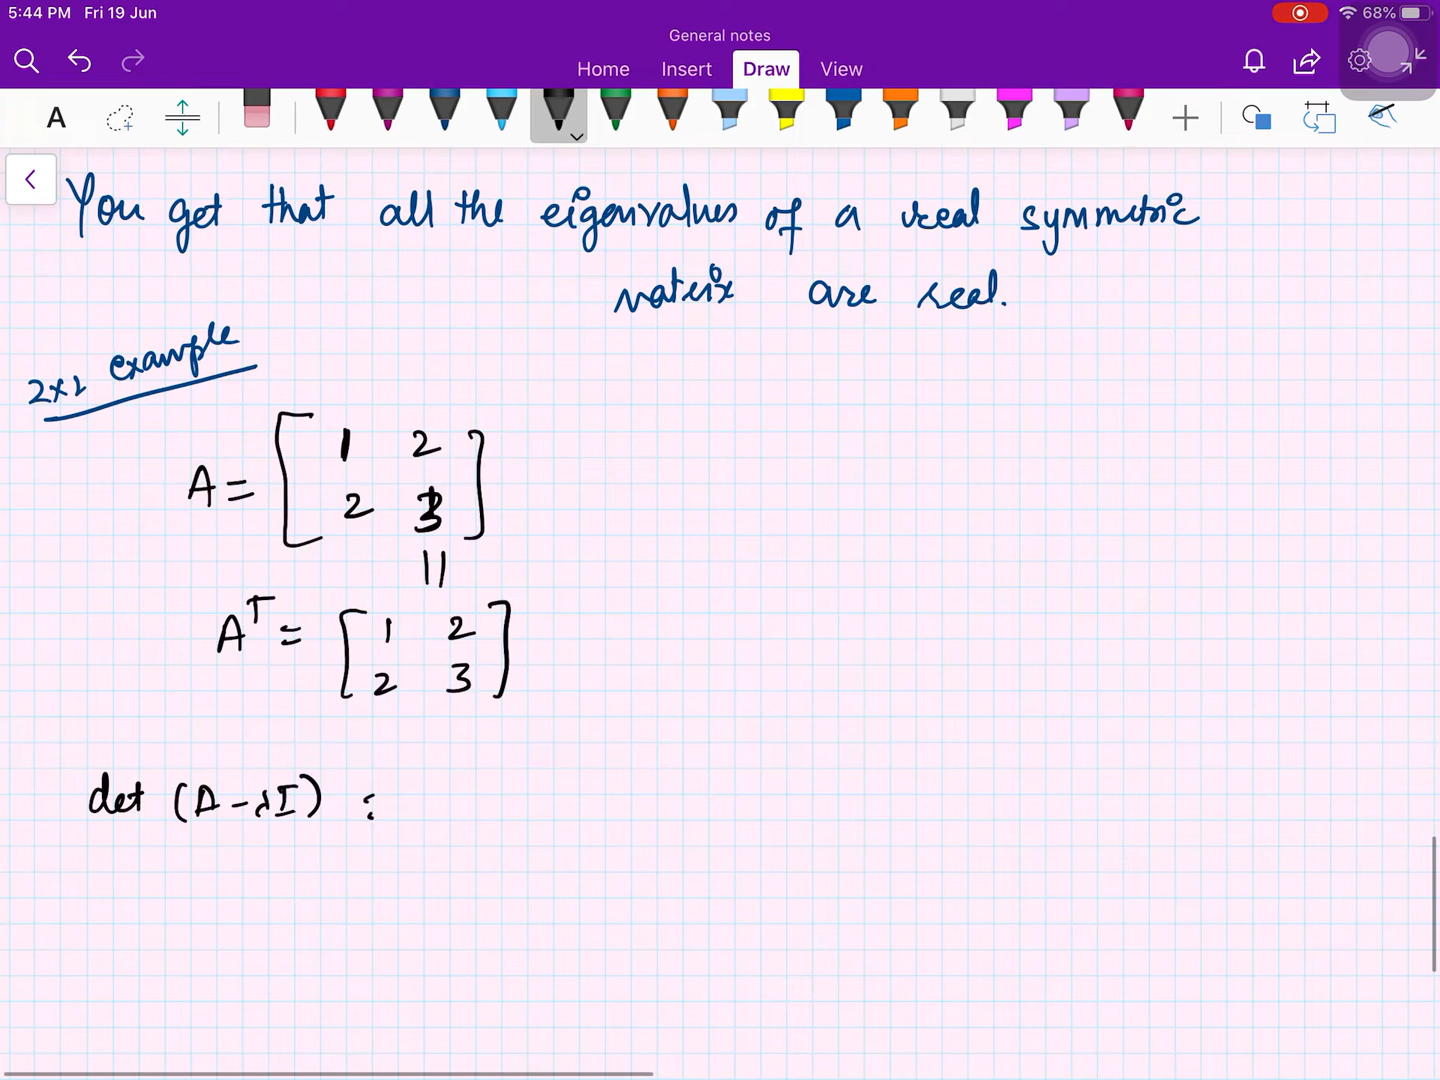 5:44 PM Fri 19 Jun
68%
General notes
Home Insert Draw View
A
You get that all the eigenvalues of a real symmetric
matrix are real.
2x2 example
A = [ 1 2
2 3 ]
||
Aᵀ = [ 1 2
2 3 ]
det (A - λI) =